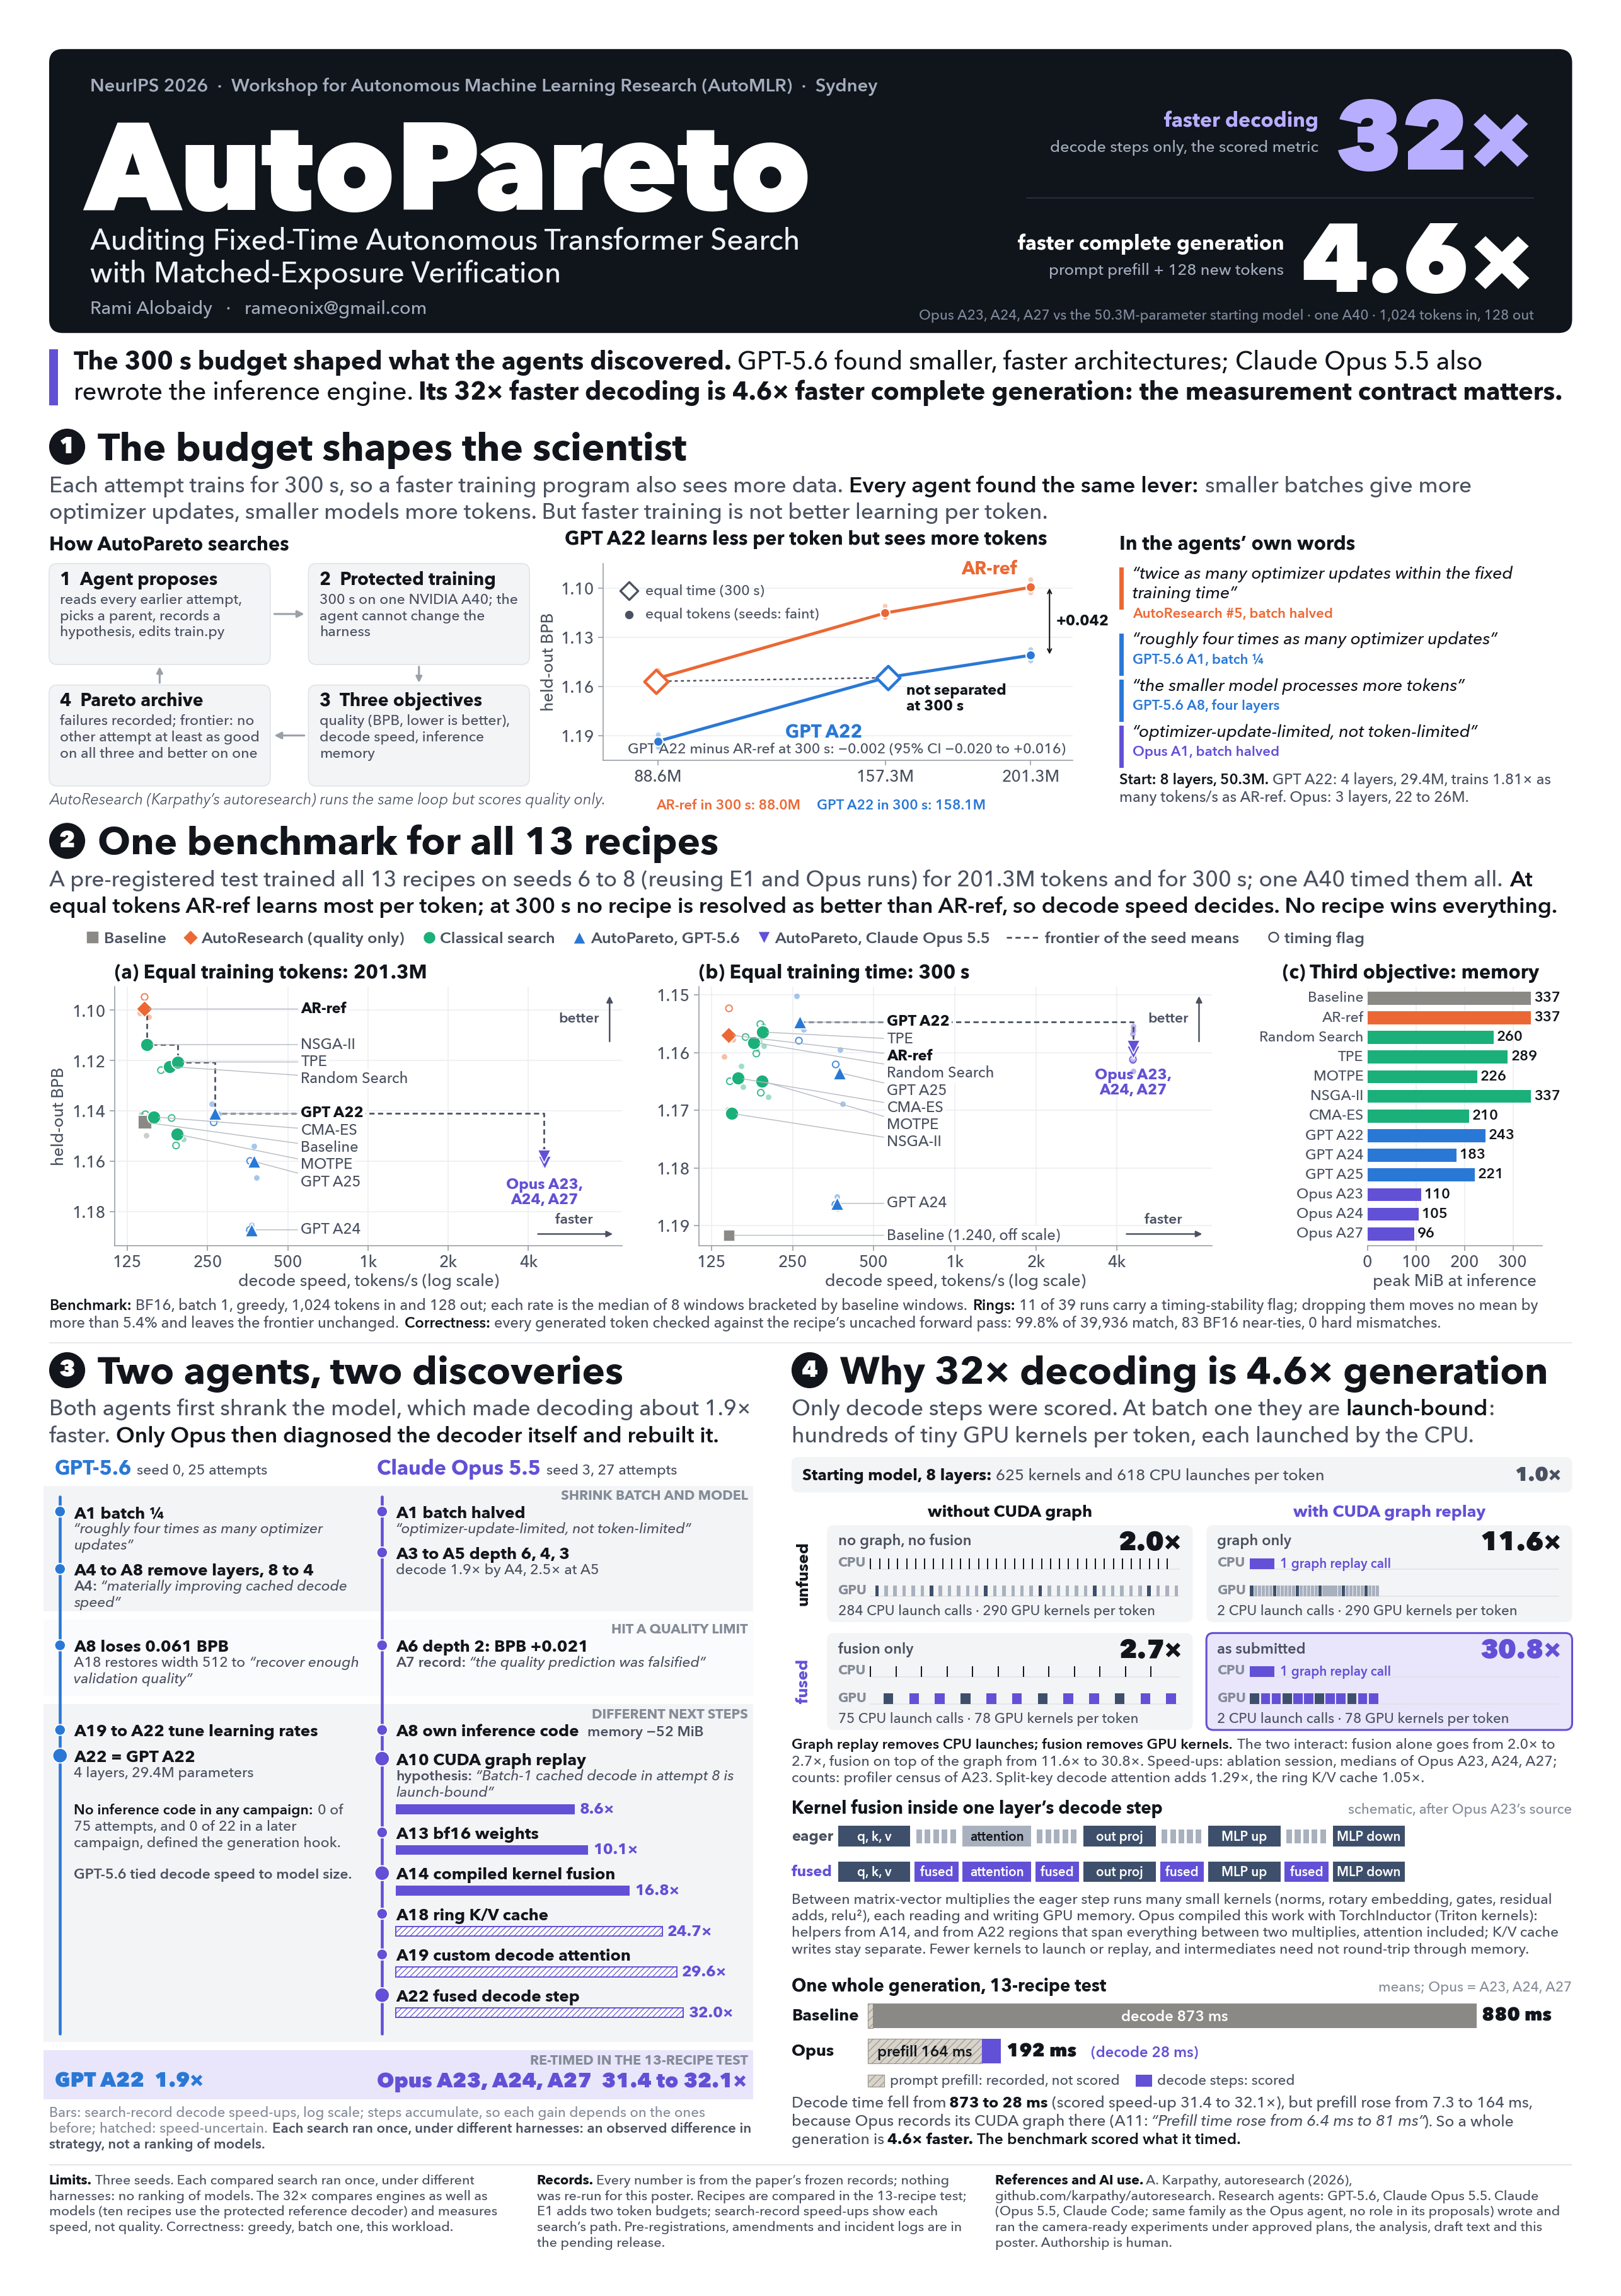 NeurIPS 2026 · Workshop for Autonomous Machine Learning Research (AutoMLR) · Sydney
AutoPareto
Auditing Fixed-Time Autonomous Transformer Search
with Matched-Exposure Verification
Rami Alobaidy · rameonix@gmail.com
faster decoding
decode steps only, the scored metric
32×
faster complete generation
prompt prefill + 128 new tokens
4.6×
Opus A23, A24, A27 vs the 50.3M-parameter starting model · one A40 · 1,024 tokens in, 128 out
The 300 s budget shaped what the agents discovered. GPT-5.6 found smaller, faster architectures; Claude Opus 5.5 also
rewrote the inference engine. Its 32× faster decoding is 4.6× faster complete generation: the measurement contract matters.
1 The budget shapes the scientist
Each attempt trains for 300 s, so a faster training program also sees more data. Every agent found the same lever: smaller batches give more
optimizer updates, smaller models more tokens. But faster training is not better learning per token.
How AutoPareto searches
1 Agent proposes
reads every earlier attempt,
picks a parent, records a
hypothesis, edits train.py
2 Protected training
300 s on one NVIDIA A40; the
agent cannot change the
harness
4 Pareto archive
failures recorded; frontier: no
other attempt at least as good
on all three and better on one
3 Three objectives
quality (BPB, lower is better),
decode speed, inference
memory
AutoResearch (Karpathy's autoresearch) runs the same loop but scores quality only.
GPT A22 learns less per token but sees more tokens
held-out BPB
1.10
1.13
1.16
1.19
equal time (300 s)
equal tokens (seeds: faint)
AR-ref
+0.042
not separated
at 300 s
GPT A22
GPT A22 minus AR-ref at 300 s: −0.002 (95% CI −0.020 to +0.016)
88.6M
157.3M
201.3M
AR-ref in 300 s: 88.0M GPT A22 in 300 s: 158.1M
In the agents' own words
“twice as many optimizer updates within the fixed
training time”
AutoResearch #5, batch halved
“roughly four times as many optimizer updates”
GPT-5.6 A1, batch ¼
“the smaller model processes more tokens”
GPT-5.6 A8, four layers
“optimizer-update-limited, not token-limited”
Opus A1, batch halved
Start: 8 layers, 50.3M. GPT A22: 4 layers, 29.4M, trains 1.81× as
many tokens/s as AR-ref. Opus: 3 layers, 22 to 26M.
2 One benchmark for all 13 recipes
A pre-registered test trained all 13 recipes on seeds 6 to 8 (reusing E1 and Opus runs) for 201.3M tokens and for 300 s; one A40 timed them all. At
equal tokens AR-ref learns most per token; at 300 s no recipe is resolved as better than AR-ref, so decode speed decides. No recipe wins everything.
Baseline
AutoResearch (quality only)
Classical search
AutoPareto, GPT-5.6
AutoPareto, Claude Opus 5.5
frontier of the seed means
timing flag
(a) Equal training tokens: 201.3M
held-out BPB
1.10
1.12
1.14
1.16
1.18
AR-ref
NSGA-II
TPE
Random Search
GPT A22
CMA-ES
Baseline
MOTPE
GPT A25
GPT A24
Opus A23,
A24, A27
better
faster
125
250
500
1k
2k
4k
decode speed, tokens/s (log scale)
(b) Equal training time: 300 s
1.15
1.16
1.17
1.18
1.19
GPT A22
TPE
AR-ref
Random Search
GPT A25
CMA-ES
MOTPE
NSGA-II
GPT A24
Baseline (1.240, off scale)
Opus A23,
A24, A27
better
faster
125
250
500
1k
2k
4k
decode speed, tokens/s (log scale)
(c) Third objective: memory
Baseline 337
AR-ref 337
Random Search 260
TPE 289
MOTPE 226
NSGA-II 337
CMA-ES 210
GPT A22 243
GPT A24 183
GPT A25 221
Opus A23 110
Opus A24 105
Opus A27 96
0
100
200
300
peak MiB at inference
Benchmark: BF16, batch 1, greedy, 1,024 tokens in and 128 out; each rate is the median of 8 windows bracketed by baseline windows. Rings: 11 of 39 runs carry a timing-stability flag; dropping them moves no mean by
more than 5.4% and leaves the frontier unchanged. Correctness: every generated token checked against the recipe's uncached forward pass: 99.8% of 39,936 match, 83 BF16 near-ties, 0 hard mismatches.
3 Two agents, two discoveries
Both agents first shrank the model, which made decoding about 1.9×
faster. Only Opus then diagnosed the decoder itself and rebuilt it.
GPT-5.6 seed 0, 25 attempts
Claude Opus 5.5 seed 3, 27 attempts
SHRINK BATCH AND MODEL
A1 batch ¼
“roughly four times as many optimizer
updates”
A4 to A8 remove layers, 8 to 4
A4: “materially improving cached decode
speed”
A1 batch halved
“optimizer-update-limited, not token-limited”
A3 to A5 depth 6, 4, 3
decode 1.9× by A4, 2.5× at A5
HIT A QUALITY LIMIT
A8 loses 0.061 BPB
A18 restores width 512 to “recover enough
validation quality”
A6 depth 2: BPB +0.021
A7 record: “the quality prediction was falsified”
DIFFERENT NEXT STEPS
A19 to A22 tune learning rates
A22 = GPT A22
4 layers, 29.4M parameters
No inference code in any campaign: 0 of
75 attempts, and 0 of 22 in a later
campaign, defined the generation hook.
GPT-5.6 tied decode speed to model size.
A8 own inference code memory −52 MiB
A10 CUDA graph replay
hypothesis: “Batch-1 cached decode in attempt 8 is
launch-bound”
8.6×
A13 bf16 weights
10.1×
A14 compiled kernel fusion
16.8×
A18 ring K/V cache
24.7×
A19 custom decode attention
29.6×
A22 fused decode step
32.0×
RE-TIMED IN THE 13-RECIPE TEST
GPT A22 1.9×
Opus A23, A24, A27 31.4 to 32.1×
Bars: search-record decode speed-ups, log scale; steps accumulate, so each gain depends on the ones
before; hatched: speed-uncertain. Each search ran once, under different harnesses: an observed difference in
strategy, not a ranking of models.
4 Why 32× decoding is 4.6× generation
Only decode steps were scored. At batch one they are launch-bound:
hundreds of tiny GPU kernels per token, each launched by the CPU.
Starting model, 8 layers: 625 kernels and 618 CPU launches per token 1.0×
without CUDA graph
with CUDA graph replay
unfused
no graph, no fusion 2.0×
CPU
GPU
284 CPU launch calls · 290 GPU kernels per token
graph only 11.6×
CPU 1 graph replay call
GPU
2 CPU launch calls · 290 GPU kernels per token
fused
fusion only 2.7×
CPU
GPU
75 CPU launch calls · 78 GPU kernels per token
as submitted 30.8×
CPU 1 graph replay call
GPU
2 CPU launch calls · 78 GPU kernels per token
Graph replay removes CPU launches; fusion removes GPU kernels. The two interact: fusion alone goes from 2.0× to
2.7×, fusion on top of the graph from 11.6× to 30.8×. Speed-ups: ablation session, medians of Opus A23, A24, A27;
counts: profiler census of A23. Split-key decode attention adds 1.29×, the ring K/V cache 1.05×.
Kernel fusion inside one layer's decode step
schematic, after Opus A23's source
eager q, k, v attention out proj MLP up MLP down
fused q, k, v fused attention fused out proj fused MLP up fused MLP down
Between matrix-vector multiplies the eager step runs many small kernels (norms, rotary embedding, gates, residual
adds, relu²), each reading and writing GPU memory. Opus compiled this work with TorchInductor (Triton kernels):
helpers from A14, and from A22 regions that span everything between two multiplies, attention included; K/V cache
writes stay separate. Fewer kernels to launch or replay, and intermediates need not round-trip through memory.
One whole generation, 13-recipe test
means; Opus = A23, A24, A27
Baseline decode 873 ms 880 ms
Opus prefill 164 ms 192 ms (decode 28 ms)
prompt prefill: recorded, not scored
decode steps: scored
Decode time fell from 873 to 28 ms (scored speed-up 31.4 to 32.1×), but prefill rose from 7.3 to 164 ms,
because Opus records its CUDA graph there (A11: “Prefill time rose from 6.4 ms to 81 ms”). So a whole
generation is 4.6× faster. The benchmark scored what it timed.
Limits. Three seeds. Each compared search ran once, under different
harnesses: no ranking of models. The 32× compares engines as well as
models (ten recipes use the protected reference decoder) and measures
speed, not quality. Correctness: greedy, batch one, this workload.
Records. Every number is from the paper's frozen records; nothing
was re-run for this poster. Recipes are compared in the 13-recipe test;
E1 adds two token budgets; search-record speed-ups show each
search's path. Pre-registrations, amendments and incident logs are in
the pending release.
References and AI use. A. Karpathy, autoresearch (2026),
github.com/karpathy/autoresearch. Research agents: GPT-5.6, Claude Opus 5.5. Claude
(Opus 5.5, Claude Code; same family as the Opus agent, no role in its proposals) wrote and
ran the camera-ready experiments under approved plans, the analysis, draft text and this
poster. Authorship is human.